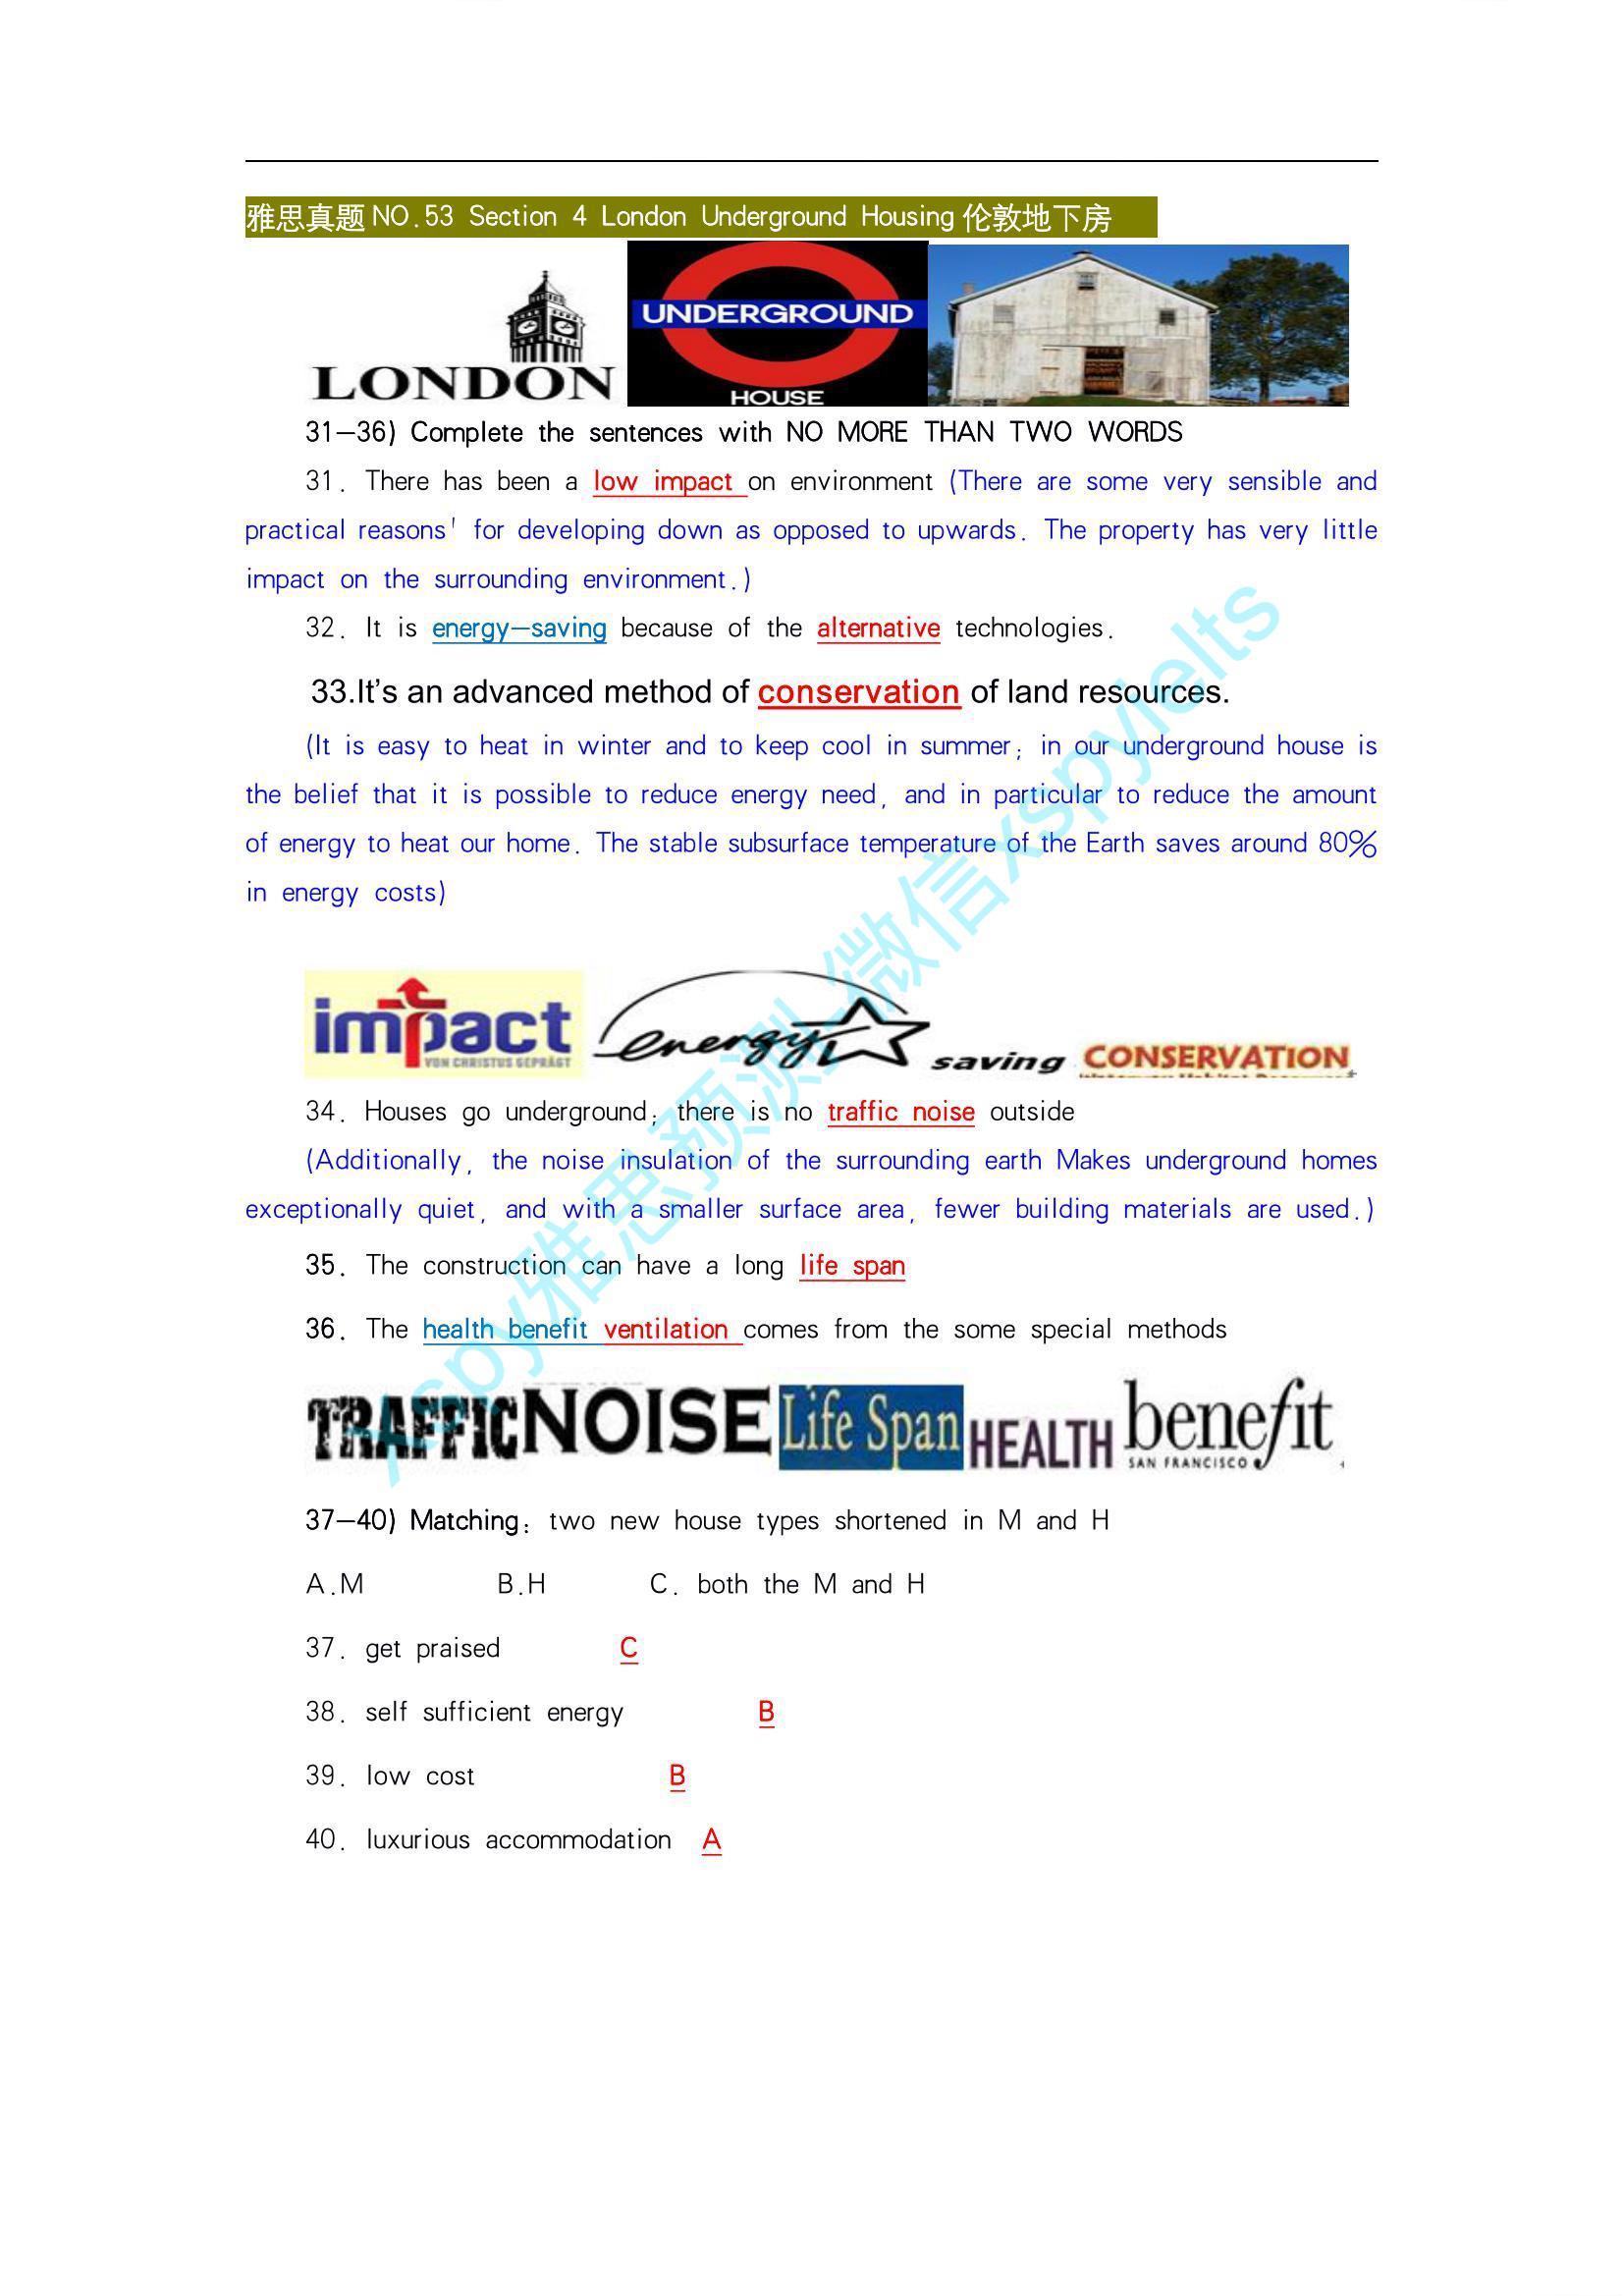 雅思真题 NO.53 Section 4 London Underground Housing 伦敦地下房
LONDON
UNDERGROUND
HOUSE
31—36) Complete the sentences with NO MORE THAN TWO WORDS
31. There has been a low impact on environment (There are some very sensible and
practical reasons' for developing down as opposed to upwards. The property has very little
impact on the surrounding environment.)
32. It is energy—saving because of the alternative technologies.
33.It’s an advanced method of conservation of land resources.
(It is easy to heat in winter and to keep cool in summer; in our underground house is
the belief that it is possible to reduce energy need, and in particular to reduce the amount
of energy to heat our home. The stable subsurface temperature of the Earth saves around 80%
in energy costs)
impact
VON CHRISTUS GEPRÄGT
energy
saving
CONSERVATION
34. Houses go underground; there is no traffic noise outside
(Additionally, the noise insulation of the surrounding earth Makes underground homes
exceptionally quiet, and with a smaller surface area, fewer building materials are used.)
35. The construction can have a long life span
36. The health benefit ventilation comes from the some special methods
TRAFFIC NOISE Life Span HEALTH benefit
SAN FRANCISCO
37—40) Matching: two new house types shortened in M and H
A.M B.H C. both the M and H
37. get praised C
38. self sufficient energy B
39. low cost B
40. luxurious accommodation A
xspy雅思预测-微信xspyielts